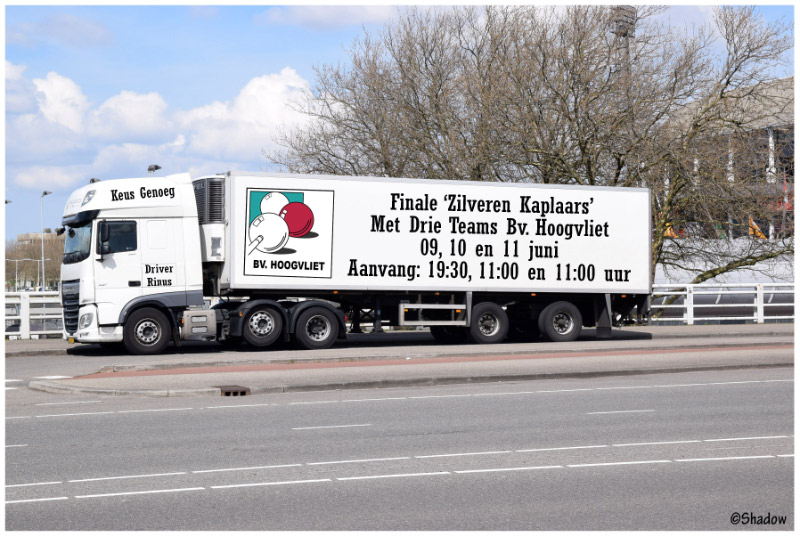 Keus Genoeg
Driver
Rinus
BV. HOOGVLIET
Finale ‘Zilveren Kaplaars’
Met Drie Teams Bv. Hoogvliet
09, 10 en 11 juni
Aanvang: 19:30, 11:00 en 11:00 uur
©Shadow